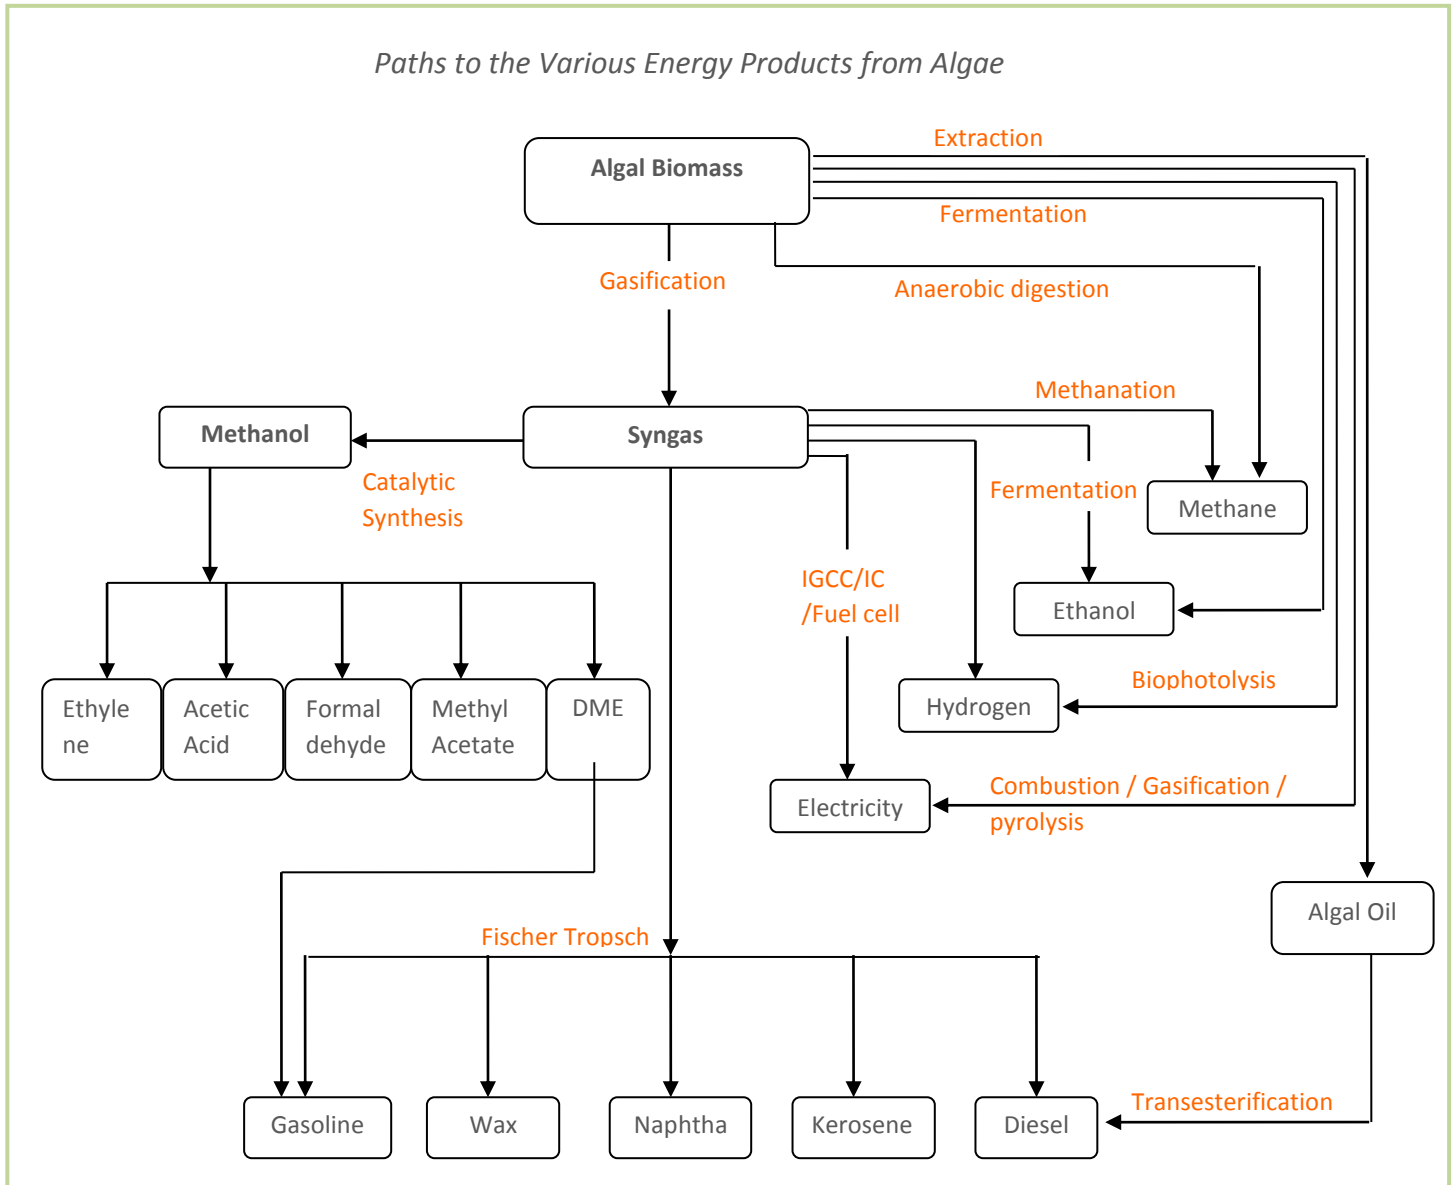 Paths to the Various Energy Products from Algae
Extraction
Algal Biomass
Fermentation
Gasification
Anaerobic digestion
Methanation
Methanol
Syngas
Catalytic
Synthesis
Fermentation
Methane
IGCC/IC
/Fuel cell
Ethanol
Biophotolysis
Ethyle
ne
Acetic
Acid
Formal
dehyde
Methyl
Acetate
DME
Hydrogen
Combustion / Gasification /
pyrolysis
Electricity
Algal Oil
Fischer Tropsch
Transesterification
Gasoline
Wax
Naphtha
Kerosene
Diesel